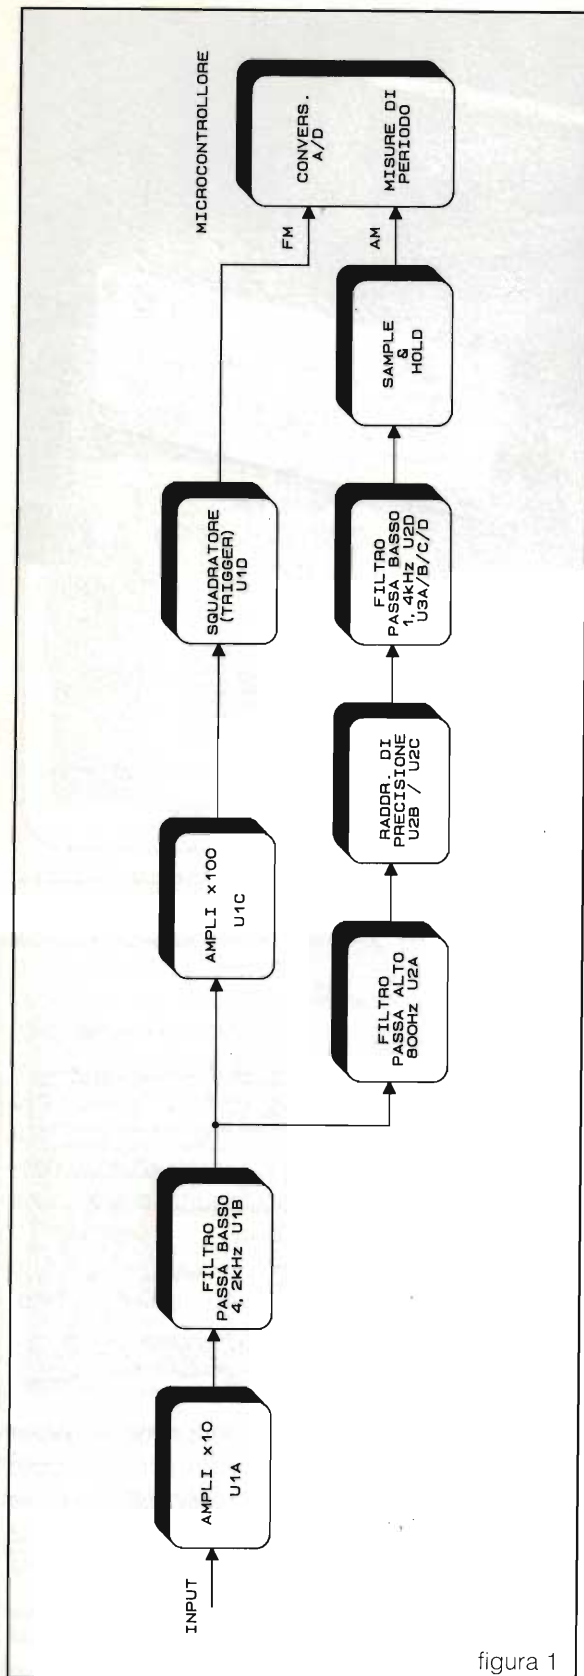 INPUT
AMPLI x10
U1A
FILTRO
PASSA BASSO
4,2kHz U1B
AMPLI x100
U1C
SQUADRATORE
(TRIGGER)
U1D
FM
FILTRO
PASSA ALTO
800Hz U2A
RADDR. DI
PRECISIONE
U2B / U2C
FILTRO
PASSA BASSO
1,4kHz U2D
U3A/B/C/D
SAMPLE
&
HOLD
AM
MICROCONTROLLORE
CONVERS.
A/D
MISURE DI
PERIODO
figura 1